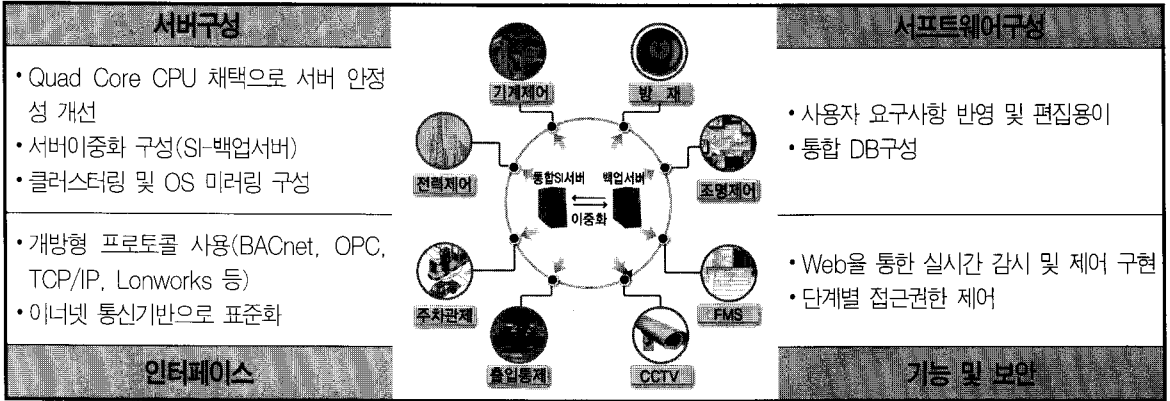 서버구성
• Quad Core CPU 채택으로 서버 안정
성 개선
• 서버이중화 구성(SI-백업서버)
• 클러스터링 및 OS 미러링 구성
• 개방형 프로토콜 사용(BACnet, OPC,
TCP/IP, Lonworks 등)
• 이너넷 통신기반으로 표준화
인터페이스
기계제어
방 재
전력제어
조명제어
통합SI서버
백업서버
이중화
주차관제
FMS
출입통제
CCTV
서프트웨어구성
• 사용자 요구사항 반영 및 편집용이
• 통합 DB구성
• Web을 통한 실시간 감시 및 제어 구현
• 단계별 접근권한 제어
기능 및 보안